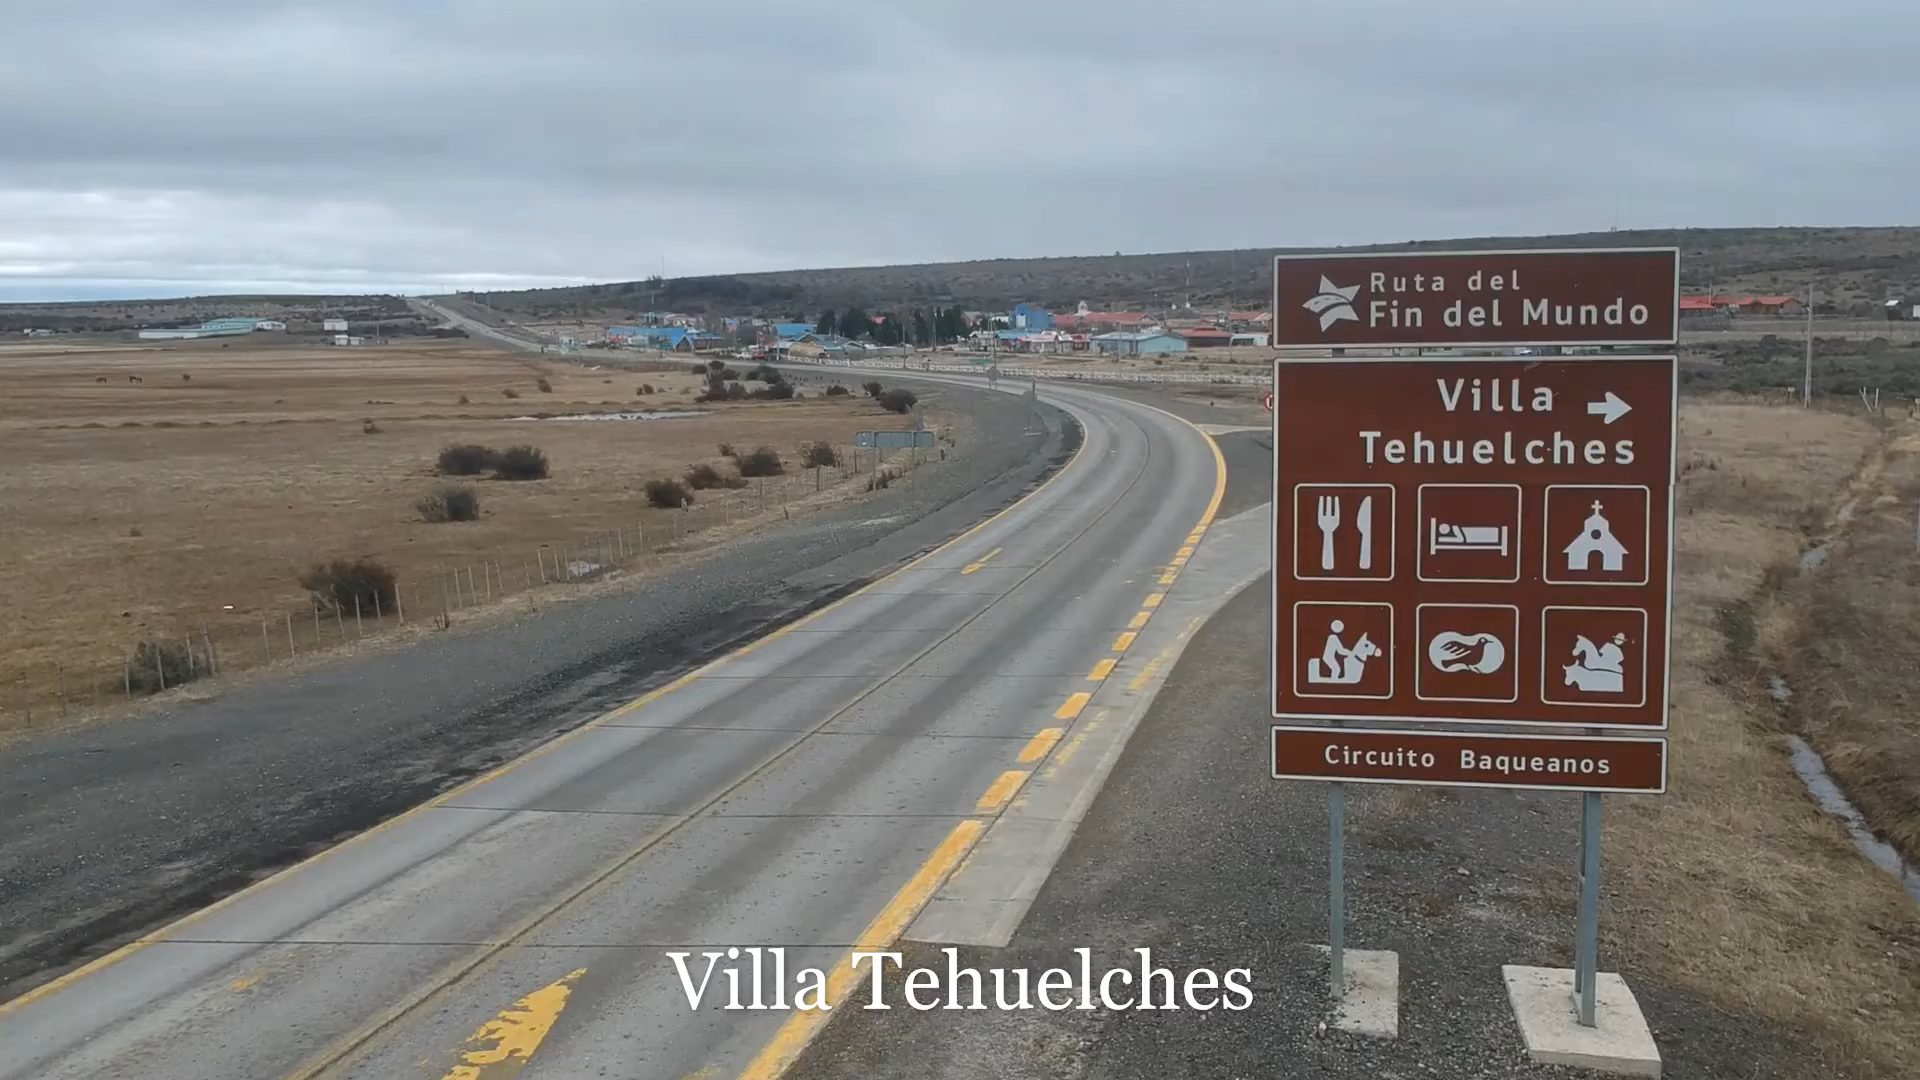 Ruta del
Fin del Mundo
Villa
Tehuelches
Circuito Baqueanos
Villa Tehuelches